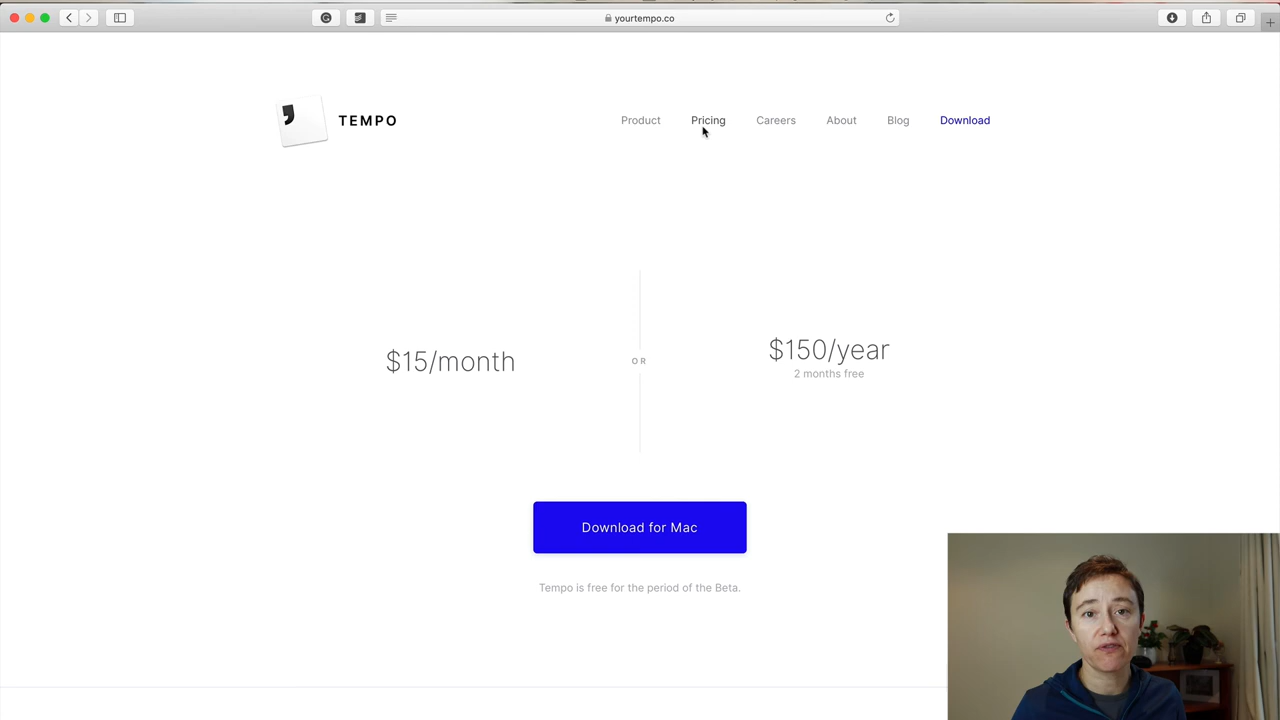 yourtempo.co
TEMPO
Product Pricing Careers About Blog Download
$15/month
OR
$150/year
2 months free
Download for Mac
Tempo is free for the period of the Beta.